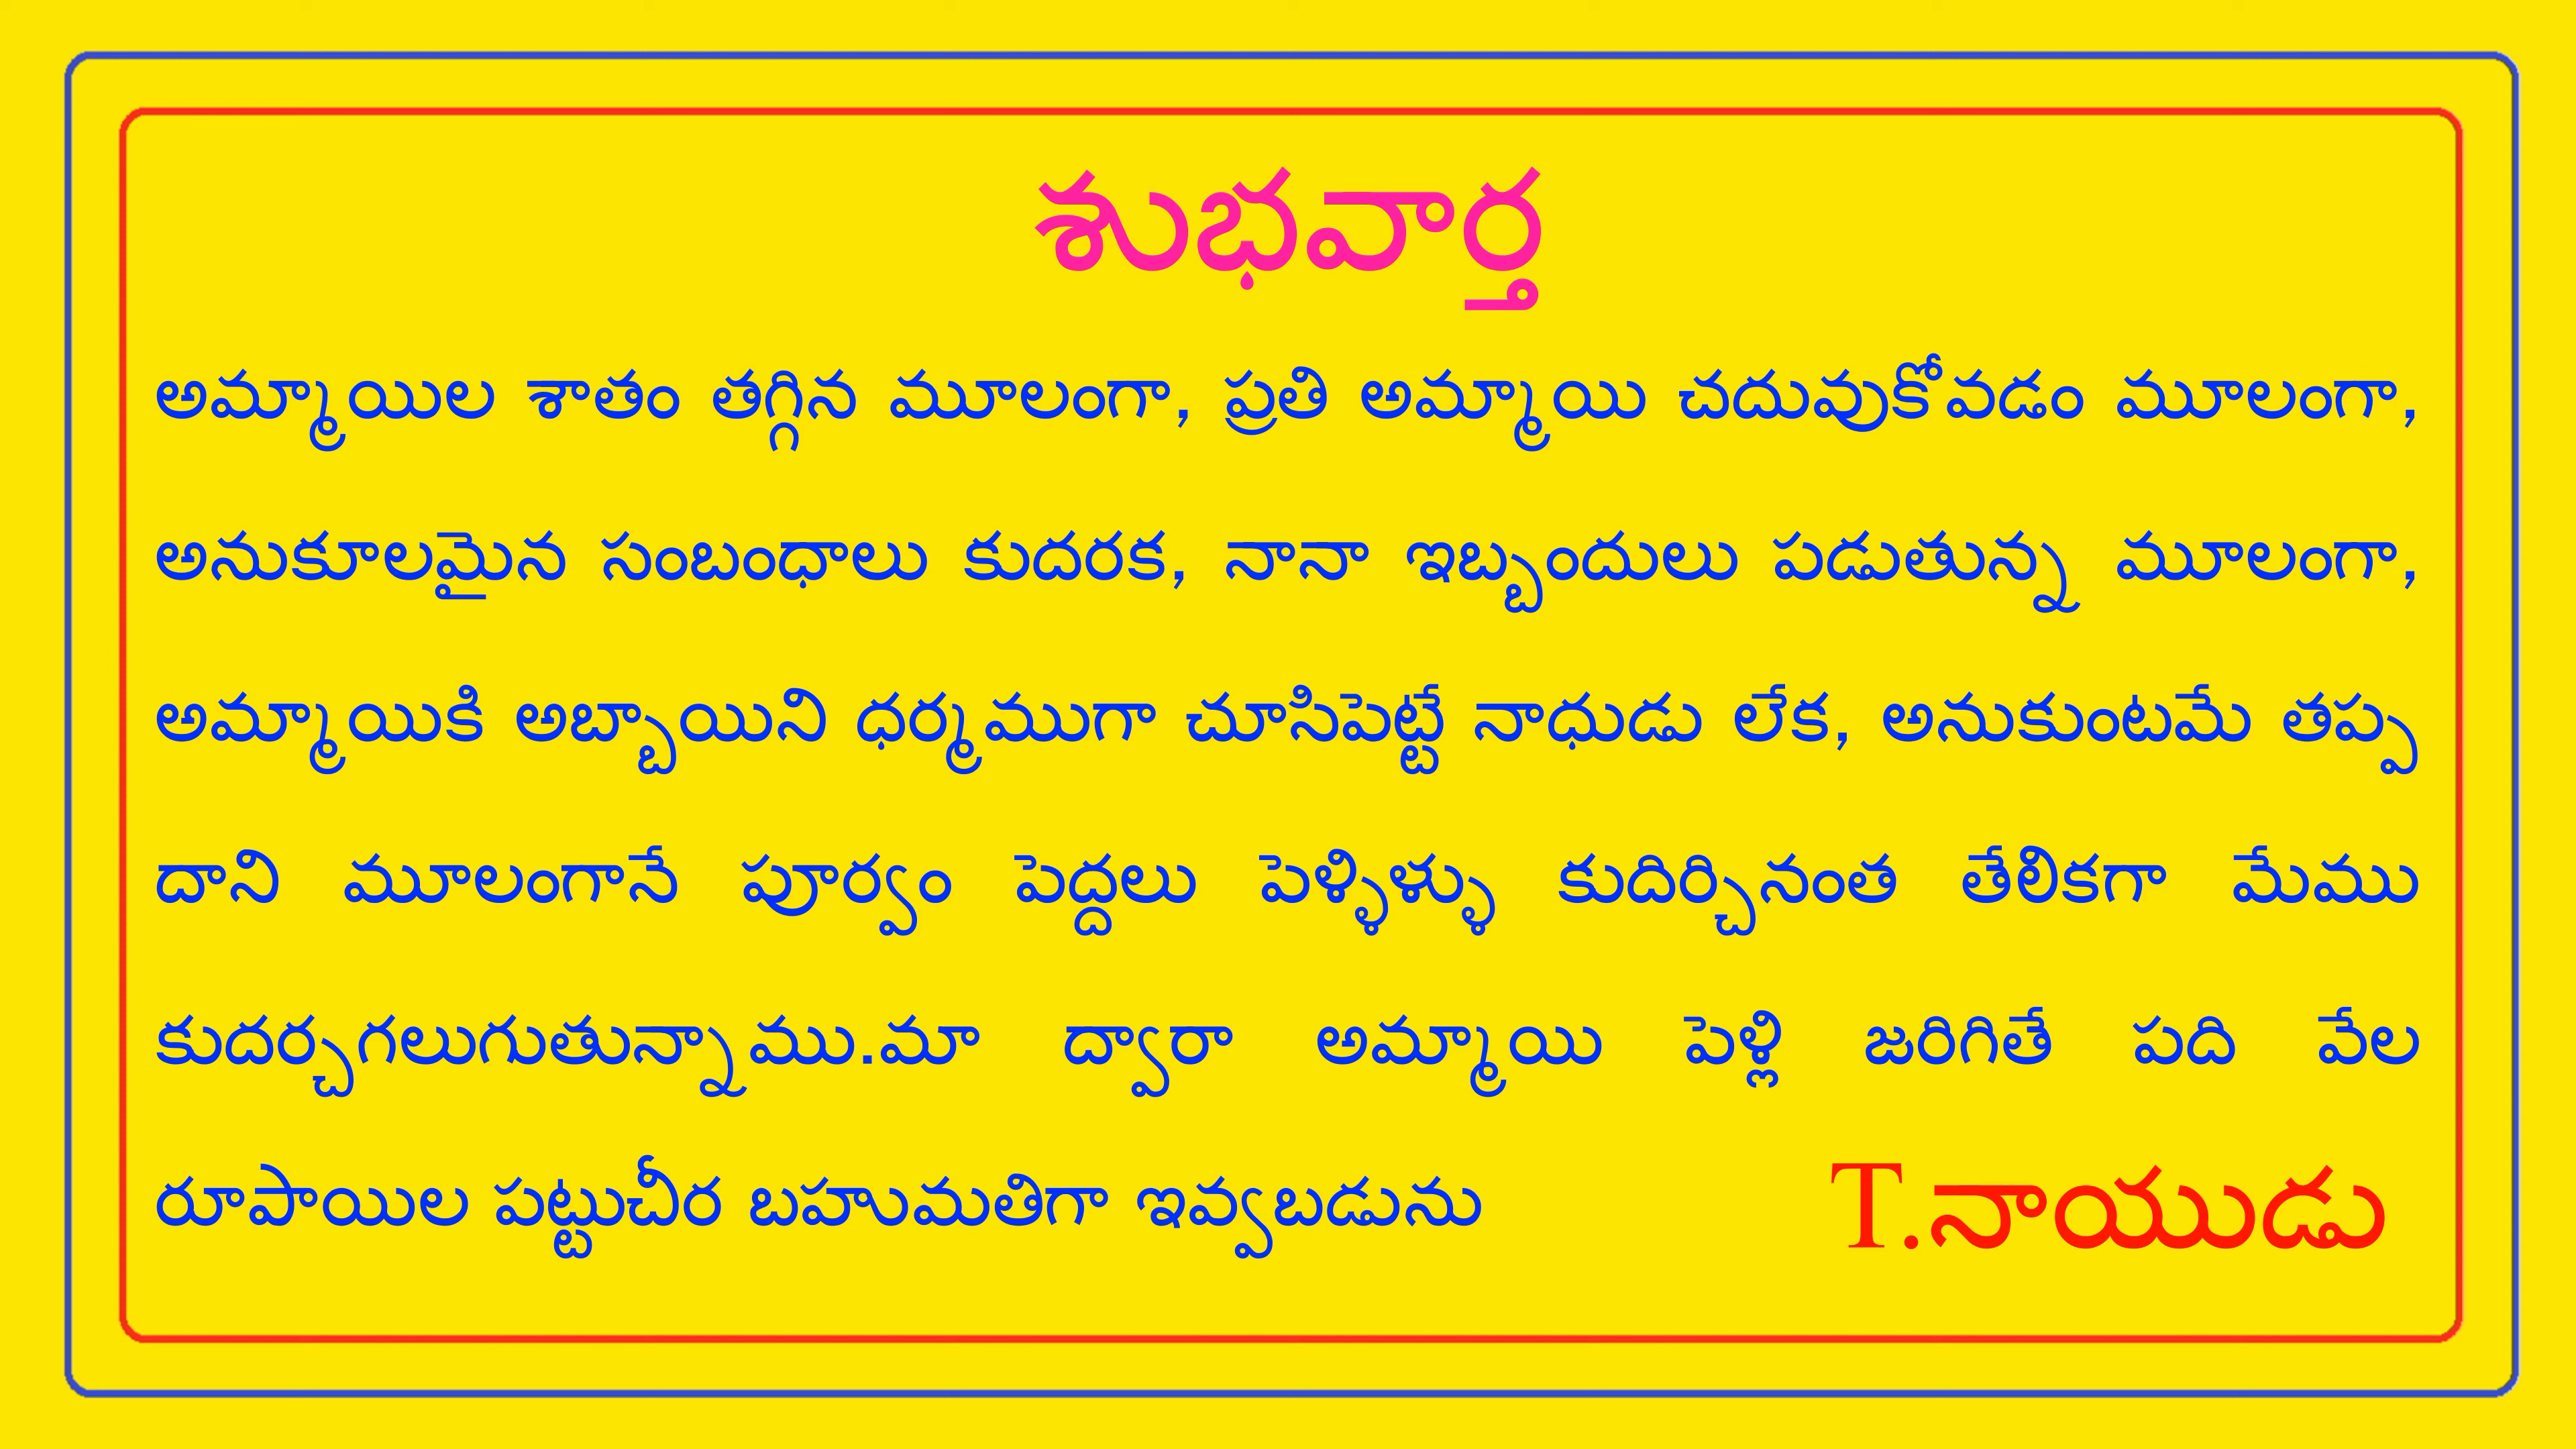 శుభవార్త
అమ్మాయిల శాతం తగ్గిన మూలంగా, ప్రతి అమ్మాయి చదువుకోవడం మూలంగా,
అనుకూలమైన సంబంధాలు కుదరక, నానా ఇబ్బందులు పడుతున్న మూలంగా,
అమ్మాయికి అబ్బాయిని ధర్మముగా చూసిపెట్టే నాధుడు లేక, అనుకుంటమే తప్ప
దాని మూలంగానే పూర్వం పెద్దలు పెళ్ళిళ్ళు కుదిర్చినంత తేలికగా మేము
కుదర్చగలుగుతున్నాము.మా ద్వారా అమ్మాయి పెళ్లి జరిగితే పది వేల
రూపాయిల పట్టుచీర బహుమతిగా ఇవ్వబడును T.నాయుడు